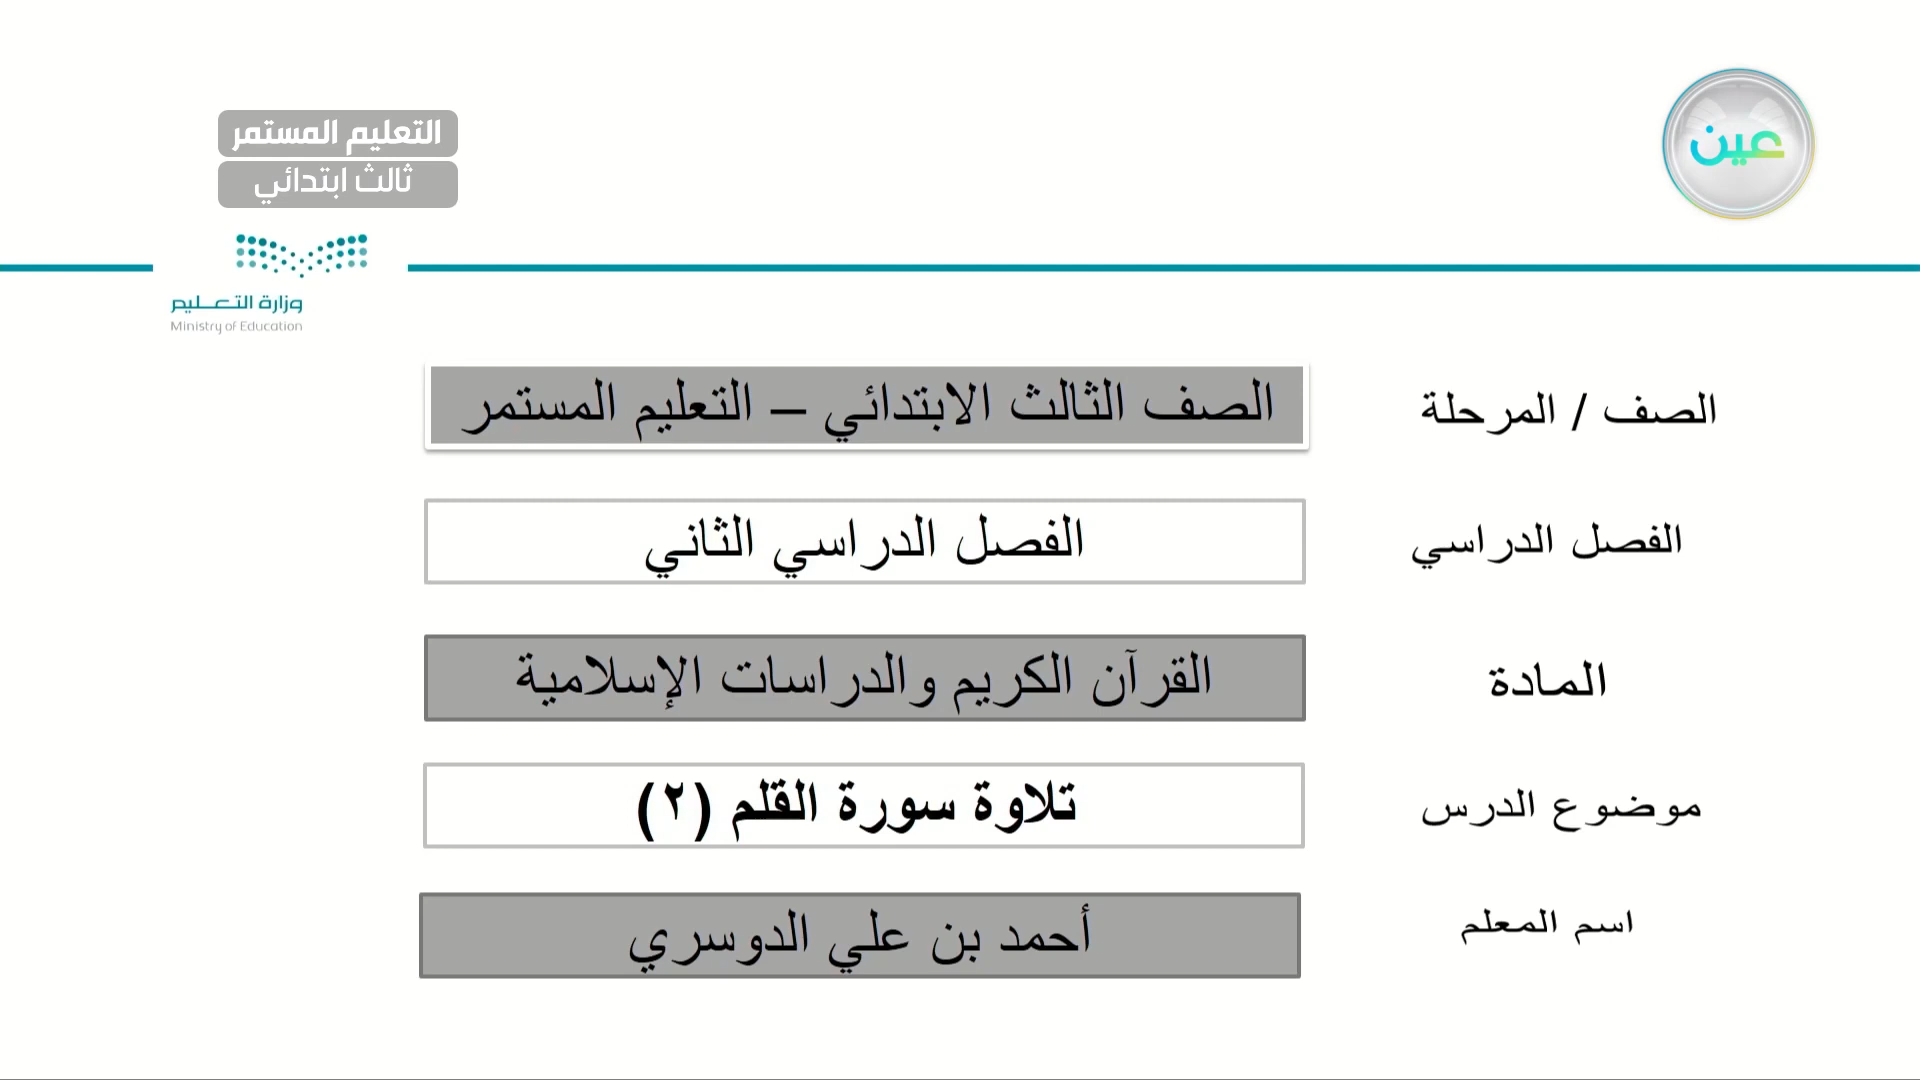 عين
التعليم المستمر
ثالث ابتدائي
وزارة التعـــليم
Ministry of Education
الصف / المرحلة
الصف الثالث الابتدائي – التعليم المستمر
الفصل الدراسي
الفصل الدراسي الثاني
المادة
القرآن الكريم والدراسات الإسلامية
موضوع الدرس
تلاوة سورة القلم (٢)
اسم المعلم
أحمد بن علي الدوسري